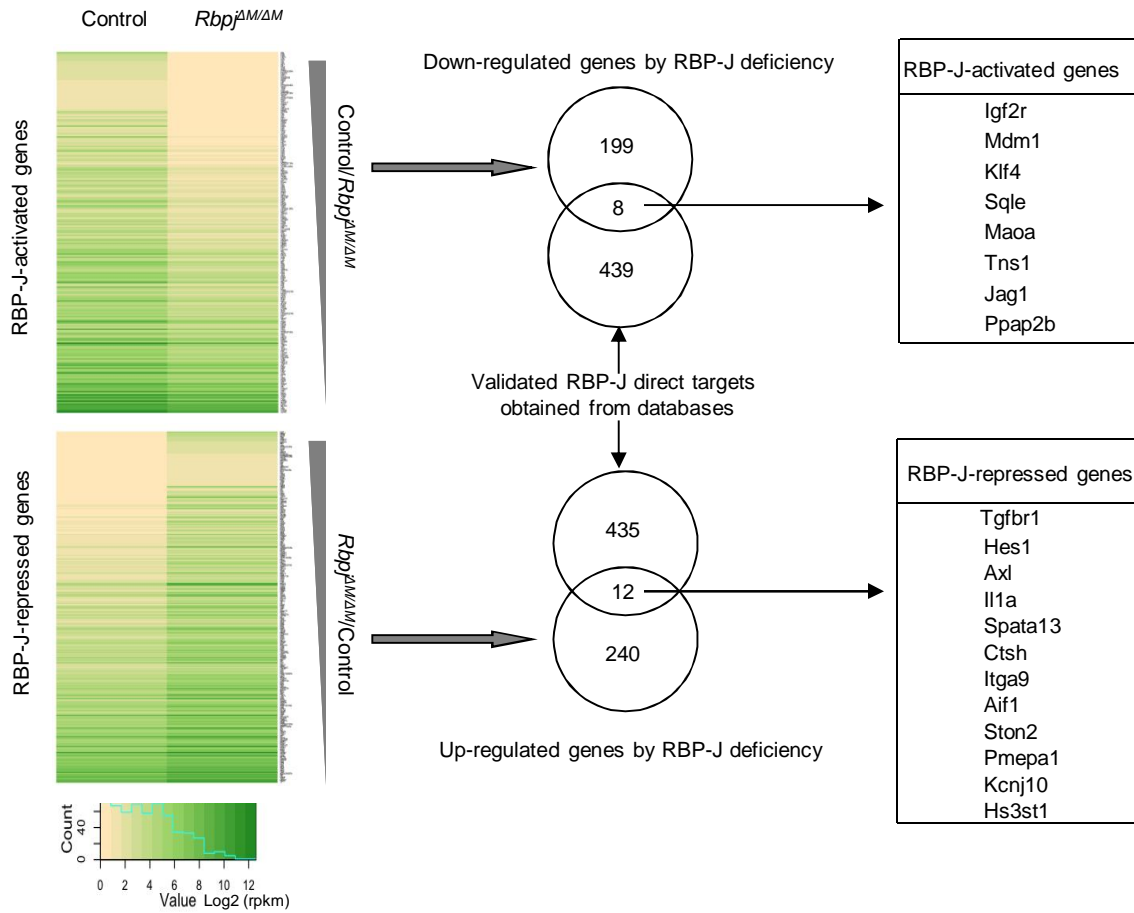 Control
Rbpj^ΔM/ΔM
RBP-J-activated genes
Control/Rbpj^ΔM/ΔM
Down-regulated genes by RBP-J deficiency
199
8
439
RBP-J-activated genes
Igf2r
Mdm1
Klf4
Sqle
Maoa
Tns1
Jag1
Ppap2b
Validated RBP-J direct targets
obtained from databases
RBP-J-repressed genes
Rbpj^ΔM/ΔM/Control
435
12
240
Up-regulated genes by RBP-J deficiency
RBP-J-repressed genes
Tgfbr1
Hes1
Axl
Il1a
Spata13
Ctsh
Itga9
Aif1
Ston2
Pmepa1
Kcnj10
Hs3st1
Count
0 40
0 2 4 6 8 10 12
Value Log2 (rpkm)